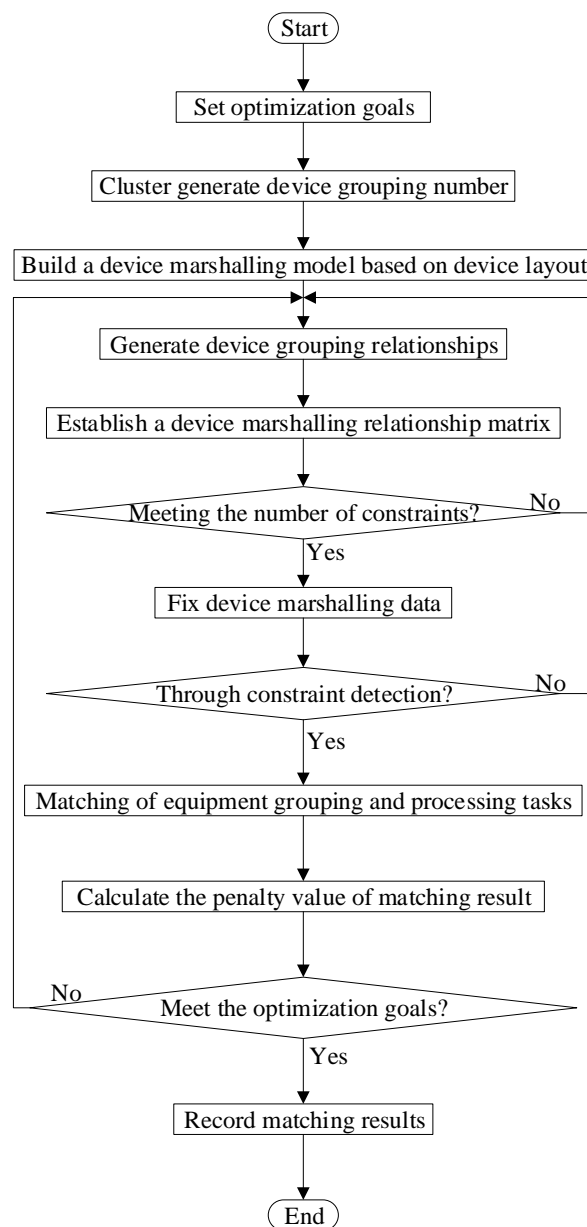 Start
Set optimization goals
Cluster generate device grouping number
Build a device marshalling model based on device layout
Generate device grouping relationships
Establish a device marshalling relationship matrix
Meeting the number of constraints?
No
Yes
Fix device marshalling data
Through constraint detection?
No
Yes
Matching of equipment grouping and processing tasks
Calculate the penalty value of matching result
No
Meet the optimization goals?
Yes
Record matching results
End